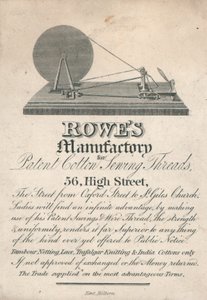 ROWE'S
Manufactory
for
Patent Cotton Sewing Threads,
56, High Street,
The Street from Oxford Street to St Giles Church,
Ladies will find an infinite advantage by making
use of his Patent Thread, the strength
& uniformity, renders it far Superior to any thing
of the kind ever yet offered to Public Notice
Tambour, Netting, Lace, Trafalgar, Knitting & India Cottons only
If not approved of exchanged or the Money returned.
The Trade supplied on the most advantageous Terms.
Holborn